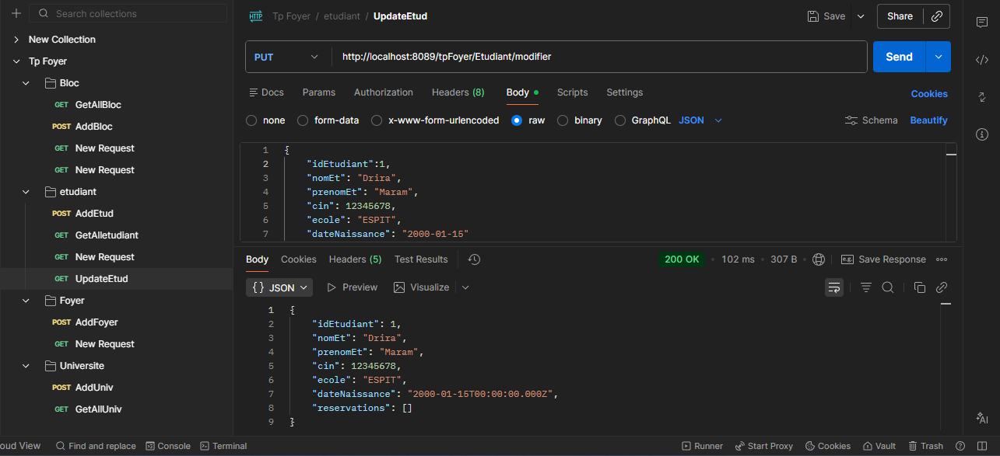 Search collections
New Collection
Tp Foyer
Bloc
GET GetAllBloc
POST AddBloc
GET New Request
GET New Request
etudiant
POST AddEtud
GET GetAlletudiant
GET New Request
GET UpdateEtud
Foyer
POST AddFoyer
GET New Request
Universite
POST AddUniv
GET GetAllUniv
HTTP Tp Foyer / etudiant / UpdateEtud
Save Share
PUT http://localhost:8089/tpFoyer/Etudiant/modifier Send
Docs Params Authorization Headers (8) Body Scripts Settings Cookies
none form-data x-www-form-urlencoded raw binary GraphQL JSON Schema Beautify
1 {
2 "idEtudiant":1,
3 "nomEt": "Drira",
4 "prenomEt": "Maram",
5 "cin": 12345678,
6 "ecole": "ESPIT",
7 "dateNaissance": "2000-01-15"
Body Cookies Headers (5) Test Results 200 OK • 102 ms • 307 B e.g. Save Response
{} JSON Preview Visualize
1 {
2 "idEtudiant": 1,
3 "nomEt": "Drira",
4 "prenomEt": "Maram",
5 "cin": 12345678,
6 "ecole": "ESPIT",
7 "dateNaissance": "2000-01-15T00:00:00.000Z",
8 "reservations": []
9 }
AI
oud View Find and replace Console Terminal Runner Start Proxy Cookies Vault Trash